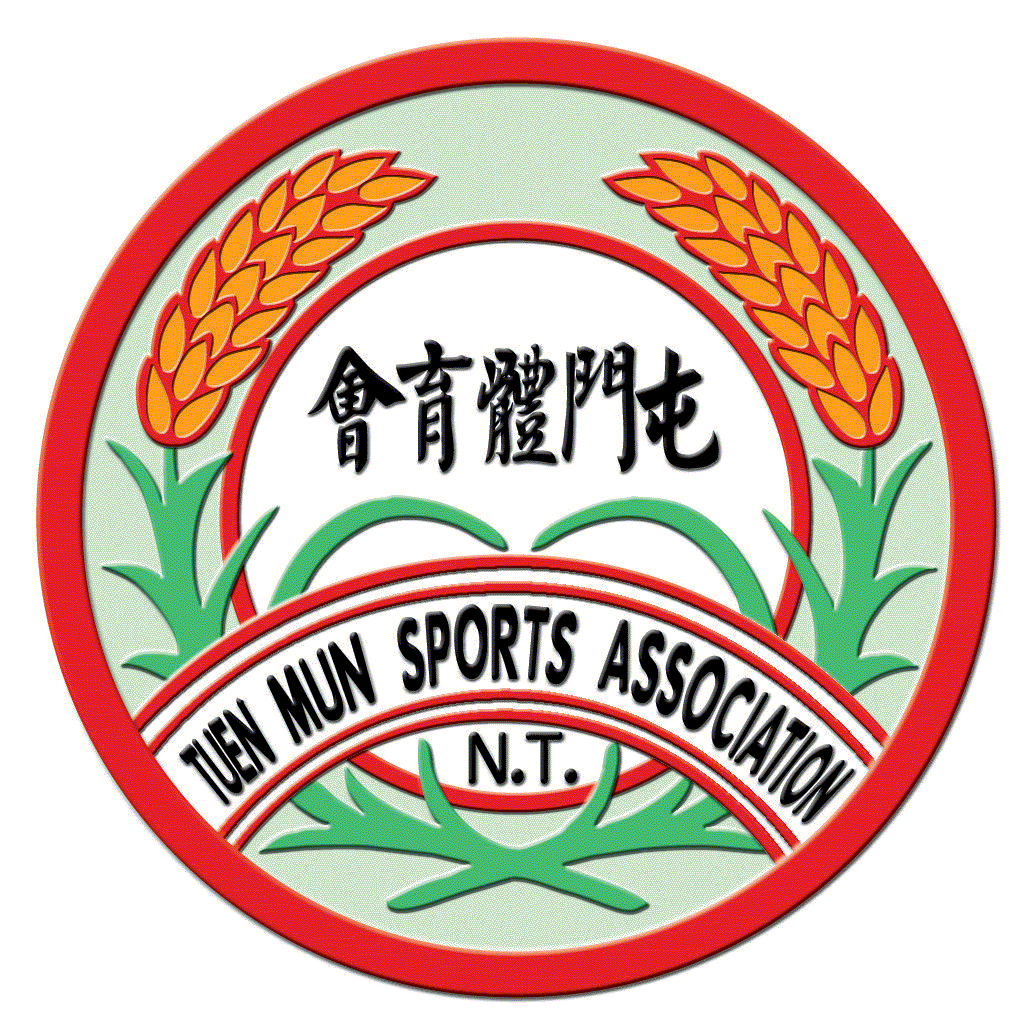 屯門體育會
TUEN MUN SPORTS ASSOCIATION
N.T.